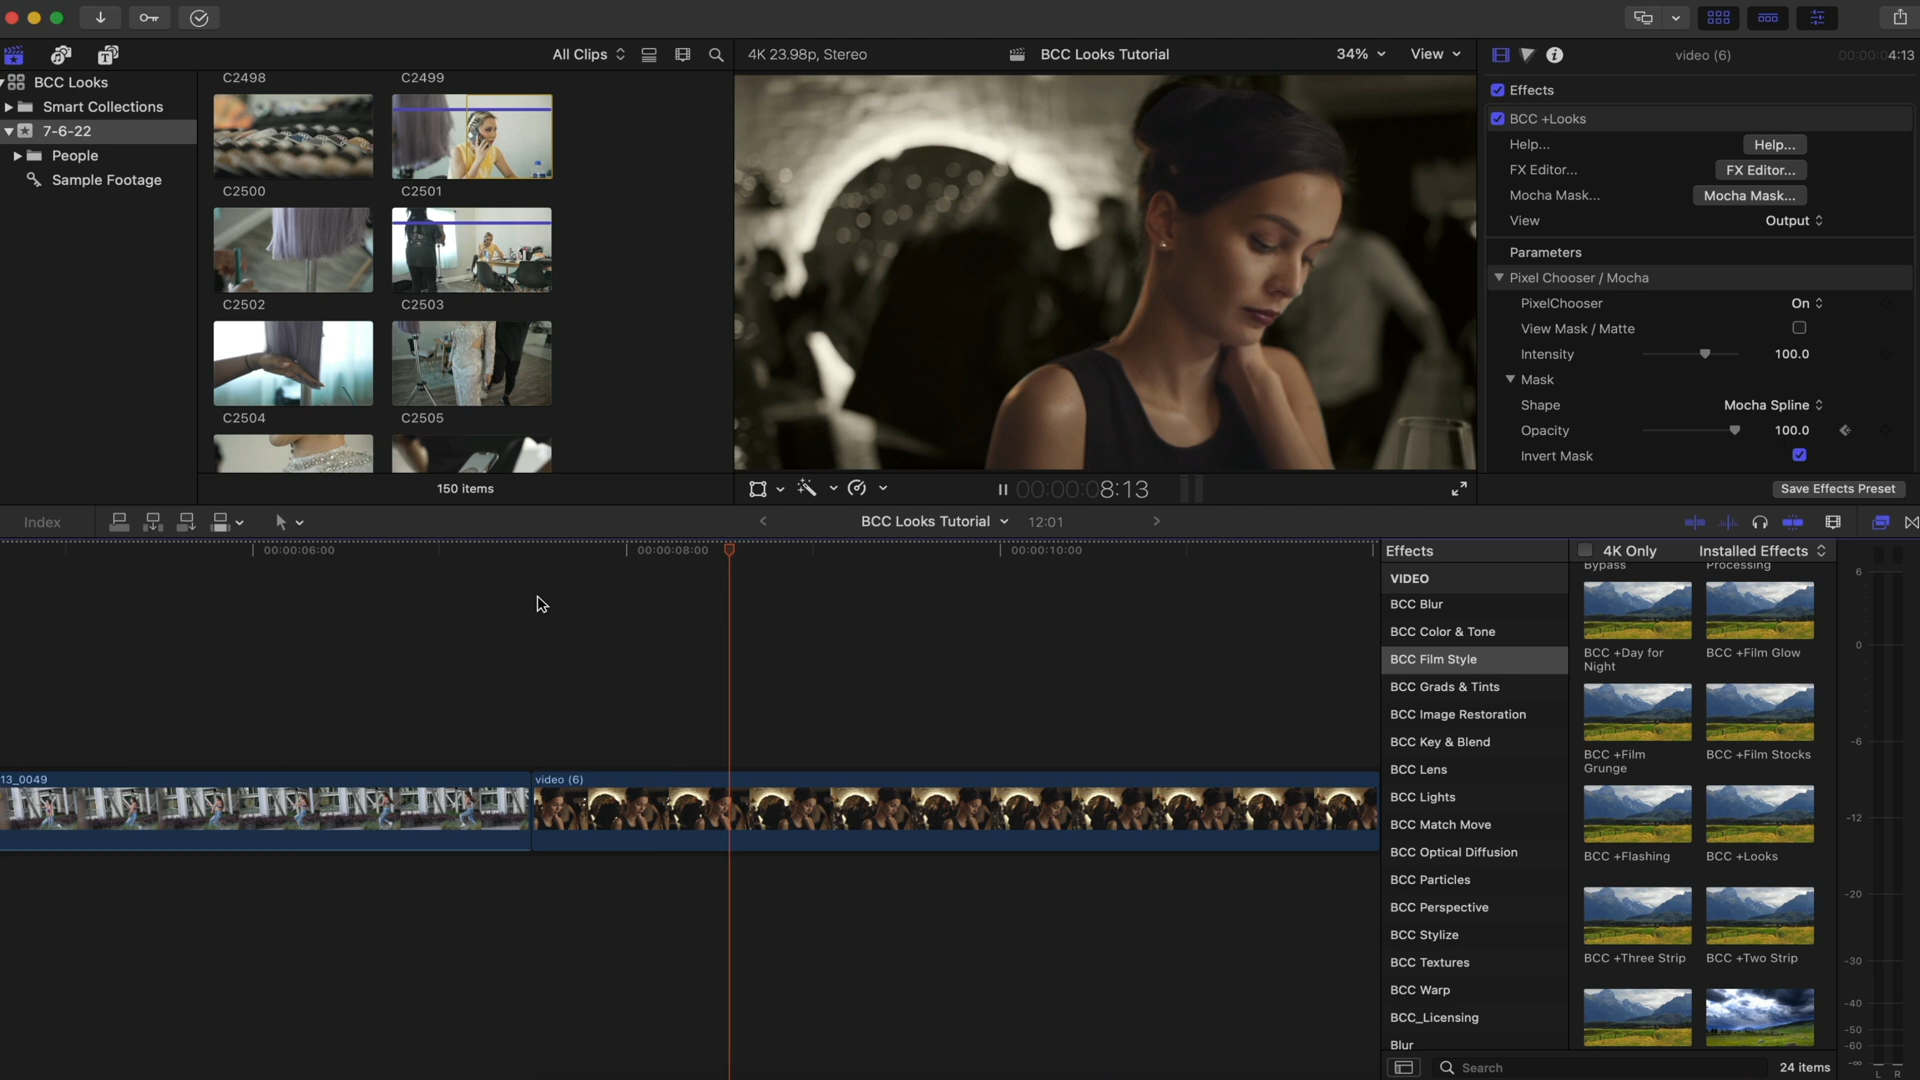 All Clips
4K 23.98p, Stereo
BCC Looks Tutorial
34%
View
video (6)
00:00:04:13
BCC Looks
Smart Collections
7-6-22
People
Sample Footage
C2498
C2499
C2500
C2501
C2502
C2503
C2504
C2505
150 items
Effects
BCC +Looks
Help...
Help...
FX Editor...
FX Editor...
Mocha Mask...
Mocha Mask...
View
Output
Parameters
Pixel Chooser / Mocha
PixelChooser
On
View Mask / Matte
Intensity
100.0
Mask
Shape
Mocha Spline
Opacity
100.0
Invert Mask
Save Effects Preset
00:00:08:13
Index
BCC Looks Tutorial
12:01
00:00:06:00
00:00:08:00
00:00:10:00
13_0049
video (6)
Effects
4K Only
Installed Effects
VIDEO
BCC Blur
BCC Color & Tone
BCC Film Style
BCC Grads & Tints
BCC Image Restoration
BCC Key & Blend
BCC Lens
BCC Lights
BCC Match Move
BCC Optical Diffusion
BCC Particles
BCC Perspective
BCC Stylize
BCC Textures
BCC Warp
BCC_Licensing
Blur
Bypass
Processing
BCC +Day for
Night
BCC +Film Glow
BCC +Film
Grunge
BCC +Film Stocks
BCC +Flashing
BCC +Looks
BCC +Three Strip
BCC +Two Strip
Search
24 items
6
0
-6
-12
-20
-30
-40
-50
-60
-∞
L R